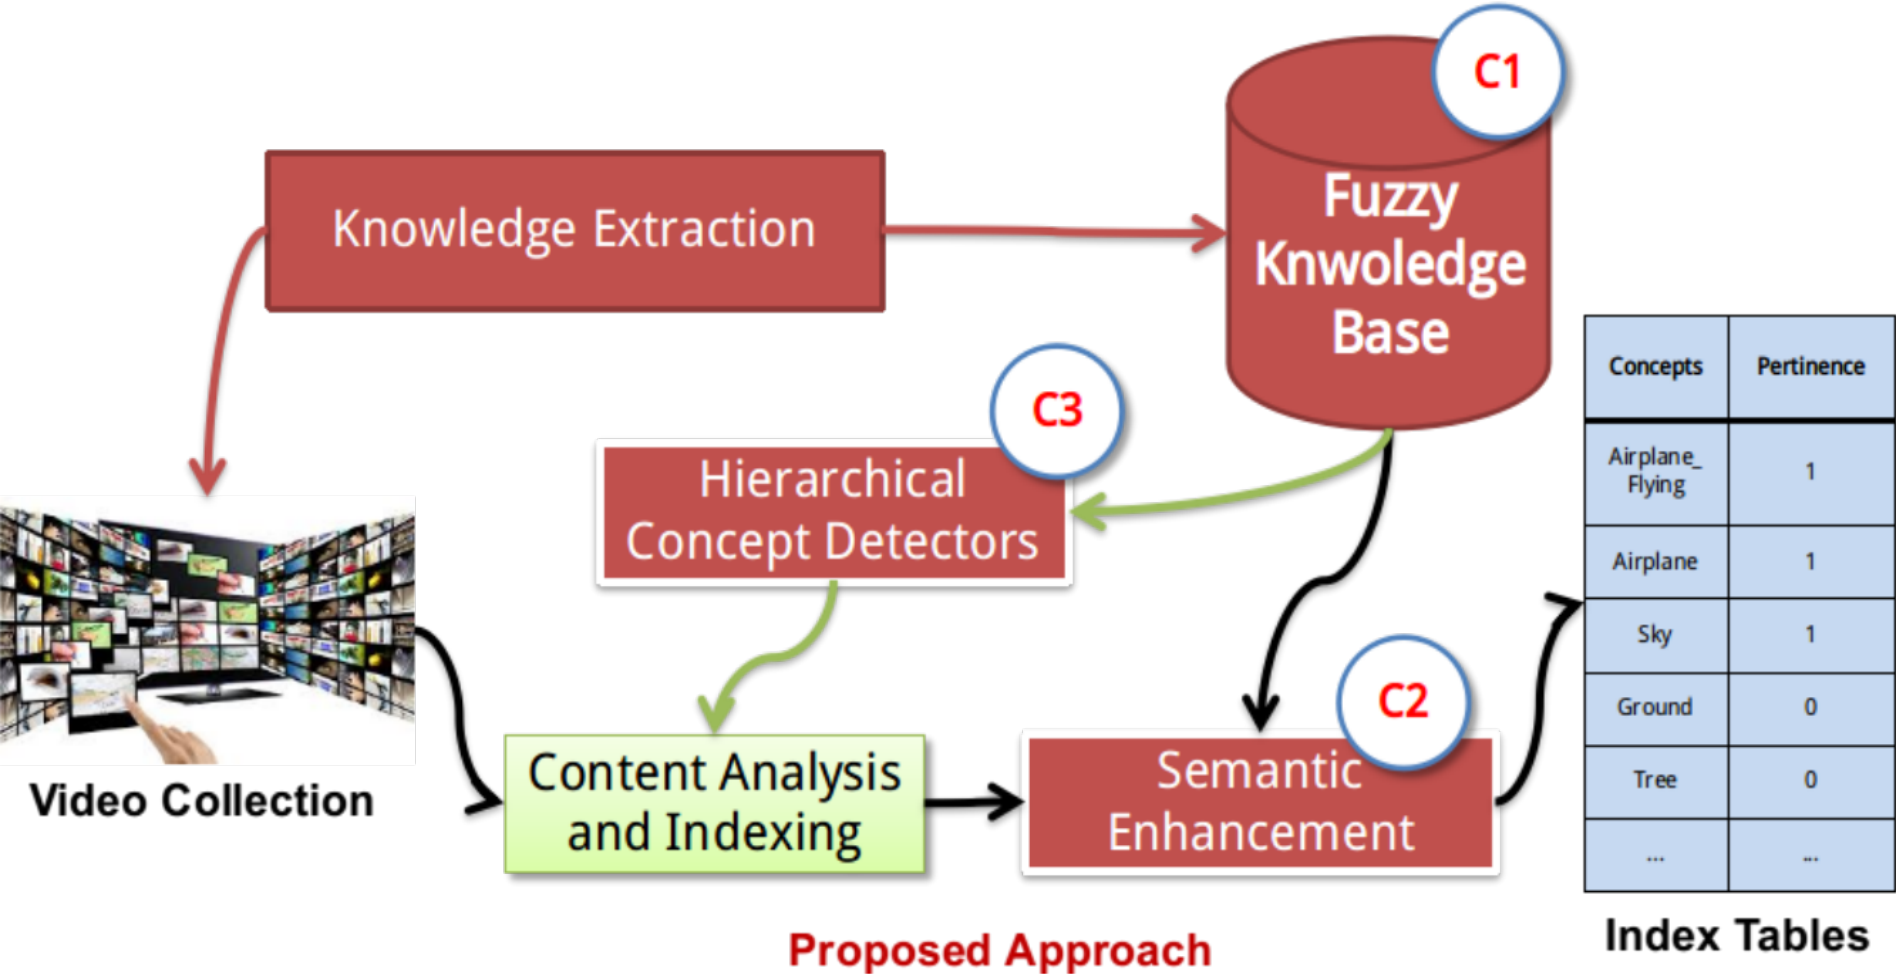 C1
Knowledge Extraction
Fuzzy
Knwoledge
Base
C3
Hierarchical
Concept Detectors
Concepts Pertinence
Airplane_
Flying 1
Airplane 1
Sky 1
Ground 0
Tree 0
... ...
C2
Video Collection
Content Analysis
and Indexing
Semantic
Enhancement
Index Tables
Proposed Approach